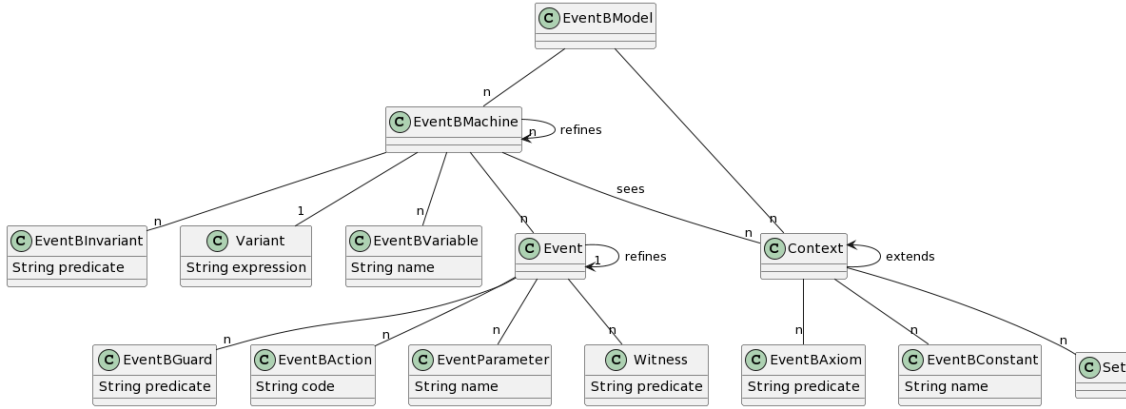 C EventBModel
n
C EventBMachine
n
refines
sees
n
1
n
n
n
n
C EventBInvariant
String predicate
C Variant
String expression
C EventBVariable
String name
C Event
1
refines
C Context
extends
n
n
n
n
n
n
n
C EventBGuard
String predicate
C EventBAction
String code
C EventParameter
String name
C Witness
String predicate
C EventBAxiom
String predicate
C EventBConstant
String name
C Set